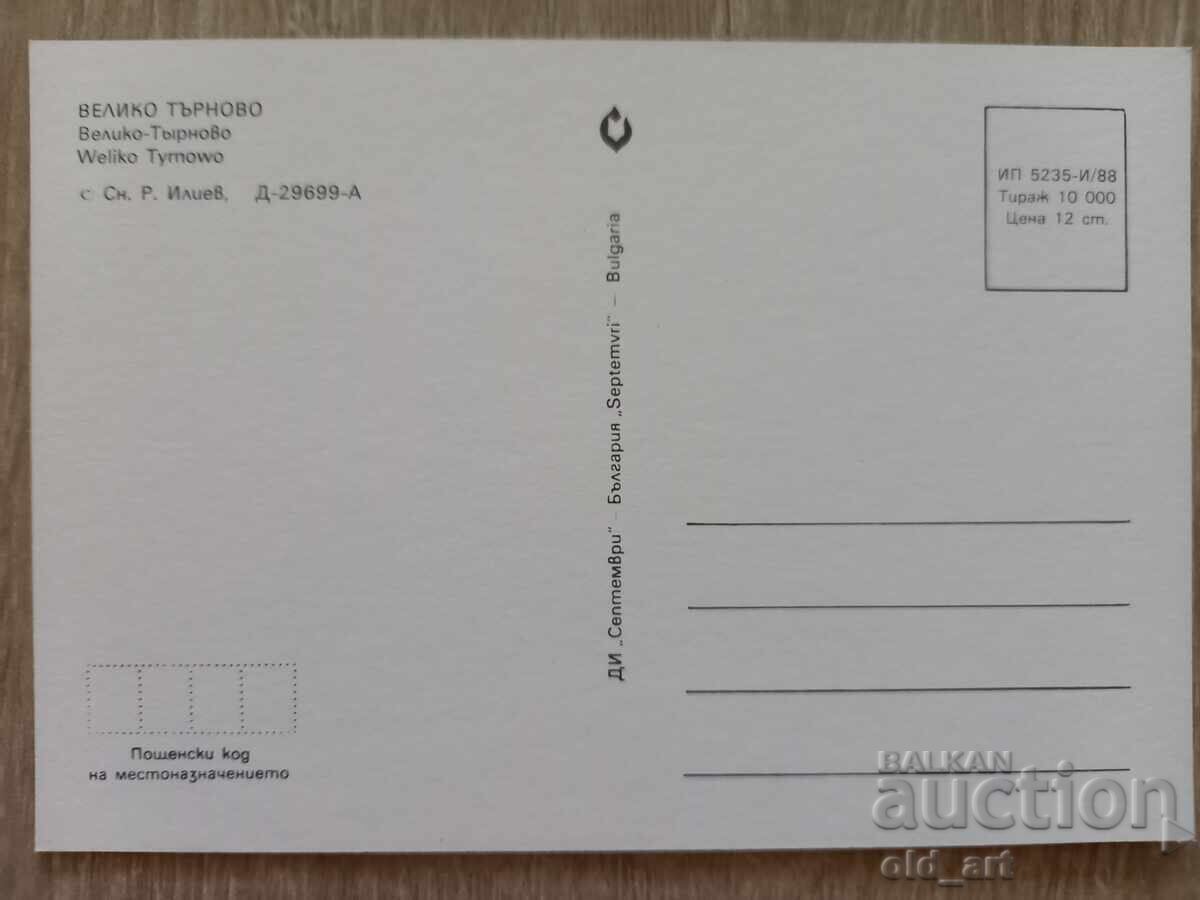 ВЕЛИКО ТЪРНОВО
Велико-Тырново
Weliko Tyrnowo
с Сн. Р. Илиев, Д-29699-А
ДИ „Септември" – България „Septemvri" – Bulgaria
ИП 5235-И/88
Тираж 10 000
Цена 12 ст.
Пощенски код
на местоназначението
BALKAN
auction
old_art